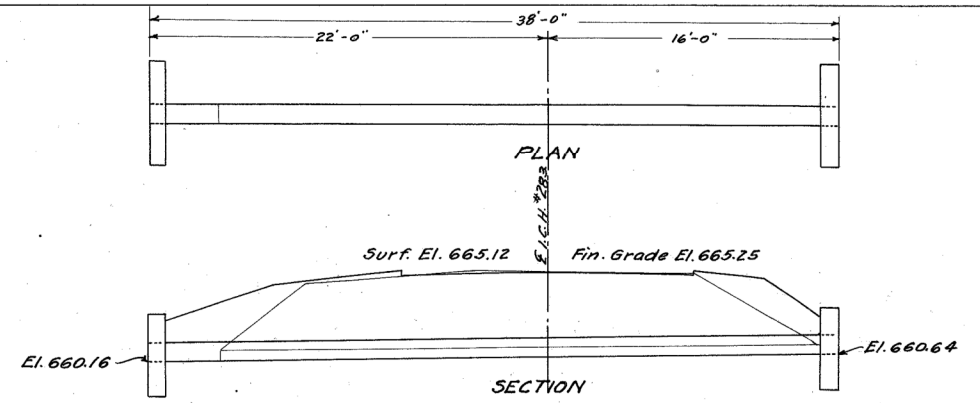 38'-0"
22'-0"
16'-0"
PLAN
℄ I.C.H. #283
Surf. El. 665.12
Fin. Grade El. 665.25
El. 660.16
El. 660.64
SECTION